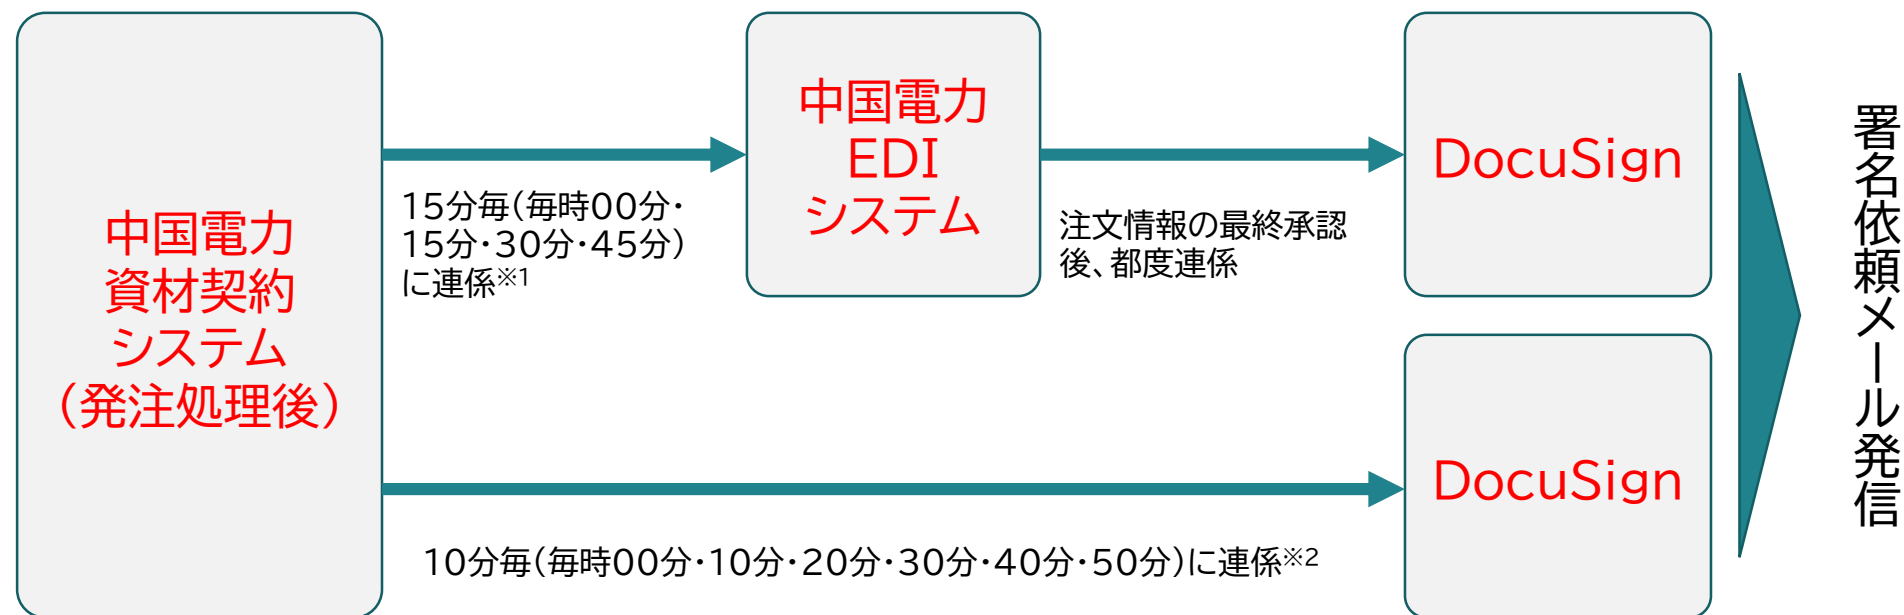 中国電力
資材契約
システム
（発注処理後）
15分毎（毎時00分・
15分・30分・45分）
に連係※1
中国電力
EDI
システム
注文情報の最終承認
後、都度連係
DocuSign
10分毎（毎時00分・10分・20分・30分・40分・50分）に連係※2
DocuSign
署名依頼メール発信